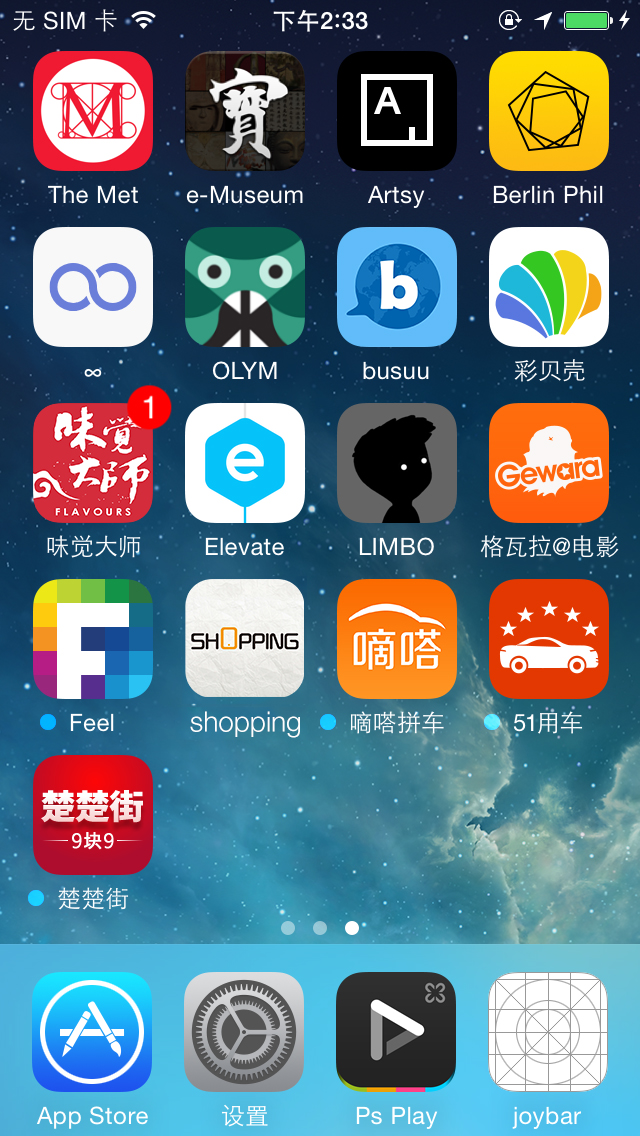 无 SIM 卡
下午2:33
M
寶
A
The Met
e-Museum
Artsy
Berlin Phil
b
∞
OLYM
busuu
彩贝壳
1
味觉大师
FLAVOURS
e
Gewara
味觉大师
Elevate
LIMBO
格瓦拉@电影
F
SHOPPING
嘀嗒
Feel
shopping
嘀嗒拼车
51用车
楚楚街
9块9
楚楚街
App Store
设置
Ps Play
joybar